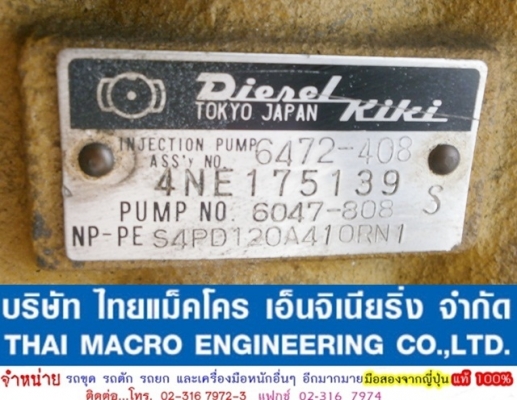 Diesel Kiki
TOKYO JAPAN
INJECTION PUMP
ASS'y NO. 6472-408
4NE175139
PUMP NO. 6047-808 S
NP-PE S4PD120A410RN1
บริษัท ไทยแม็คโคร เอ็นจิเนียริ่ง จำกัด
THAI MACRO ENGINEERING CO.,LTD.
จำหน่าย รถขุด รถตัก รถยก และเครื่องมือหนักอื่นๆ อีกมากมายมือสองจากญี่ปุ่น แท้ 100%
ติดต่อ...โทร. 02-316 7972-3 แฟกซ์ 02-316 7974